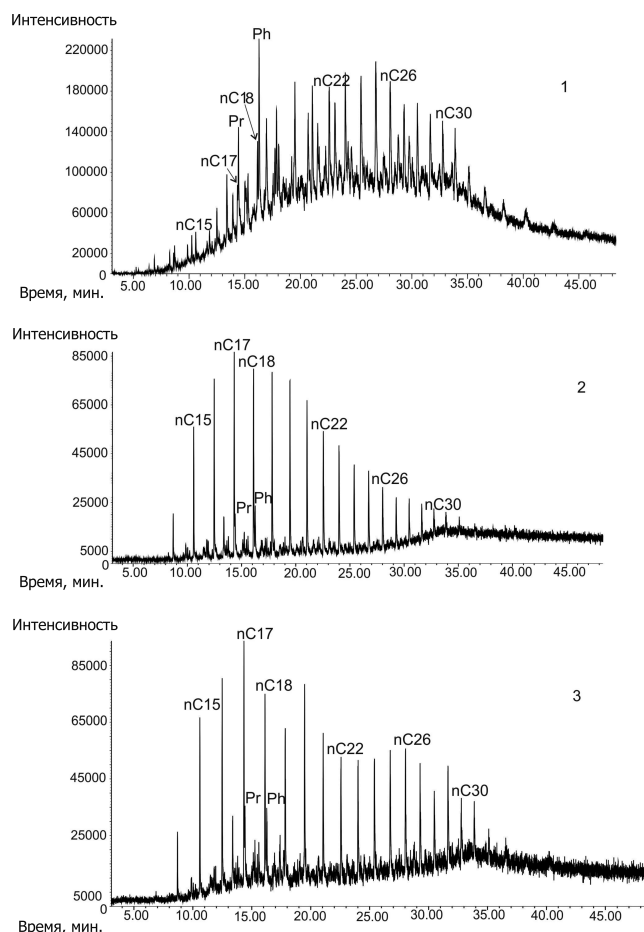 Интенсивность
Ph
220000
nC22
nC26
1
180000
nC18
Pr
nC30
140000
nC17
100000
60000
nC15
20000
0
5.00 10.00 15.00 20.00 25.00 30.00 35.00 40.00 45.00
Время, мин.
Интенсивность
nC17
85000
nC18
2
65000
nC15
nC22
45000
nC26
25000
Pr
Ph
nC30
5000
0
5.00 10.00 15.00 20.00 25.00 30.00 35.00 40.00 45.00
Время, мин.
Интенсивность
nC17
85000
3
nC15
nC18
65000
nC22
nC26
45000
Pr
Ph
nC30
25000
5000
0
5.00 10.00 15.00 20.00 25.00 30.00 35.00 40.00 45.00
Время, мин.